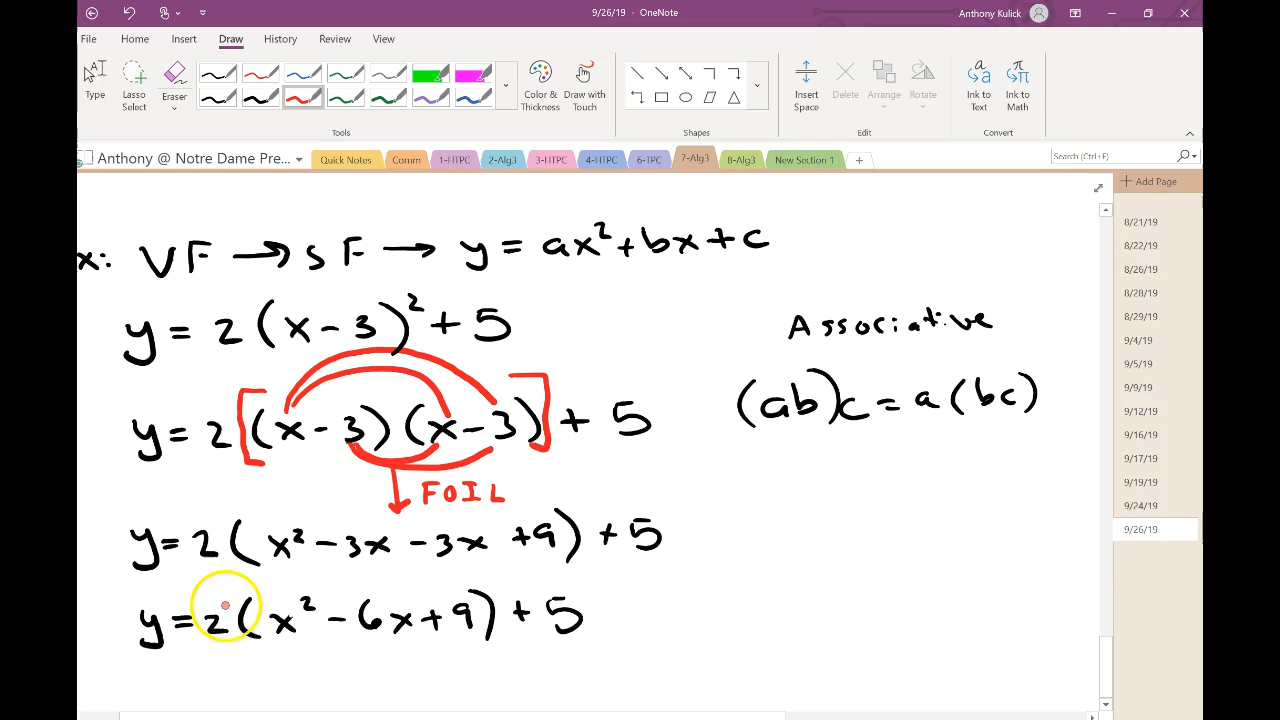 9/26/19 - OneNote
Anthony Kulick
File Home Insert Draw History Review View
Type
Lasso Select
Eraser
Color & Thickness
Draw with Touch
Insert Space
Delete
Arrange
Rotate
Ink to Text
Ink to Math
Tools
Shapes
Edit
Convert
Anthony @ Notre Dame Pre...
Quick Notes Comm 1-HTPC 2-Alg3 3-HTPC 4-HTPC 6-TPC 7-Alg3 8-Alg3 New Section 1 +
Search (Ctrl+F)
+ Add Page
8/21/19
8/22/19
8/26/19
8/28/19
8/29/19
9/4/19
9/5/19
9/9/19
9/12/19
9/16/19
9/17/19
9/19/19
9/24/19
9/26/19
x: VF → SF → y = ax² + bx + c
y = 2(x - 3)² + 5
Associative
(ab)c = a(bc)
y = 2[(x - 3)(x - 3)] + 5
FOIL
y = 2(x² - 3x - 3x + 9) + 5
y = 2(x² - 6x + 9) + 5